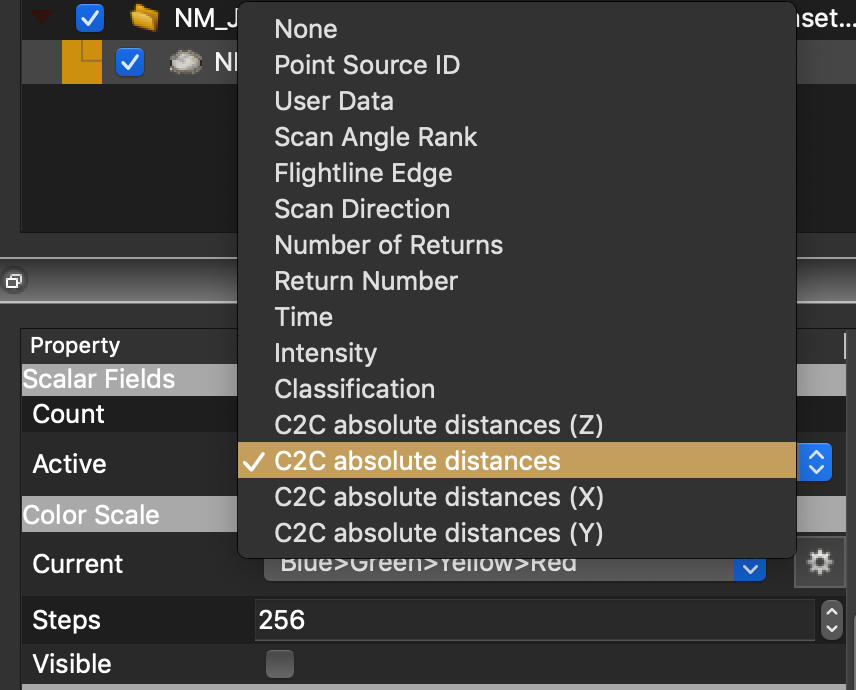 NM_J
nset...
None
Point Source ID
User Data
Scan Angle Rank
Flightline Edge
Scan Direction
Number of Returns
Return Number
Time
Intensity
Classification
C2C absolute distances (Z)
C2C absolute distances
C2C absolute distances (X)
C2C absolute distances (Y)
Property
Scalar Fields
Count
Active
Color Scale
Current
Blue>Green>Yellow>Red
Steps
256
Visible